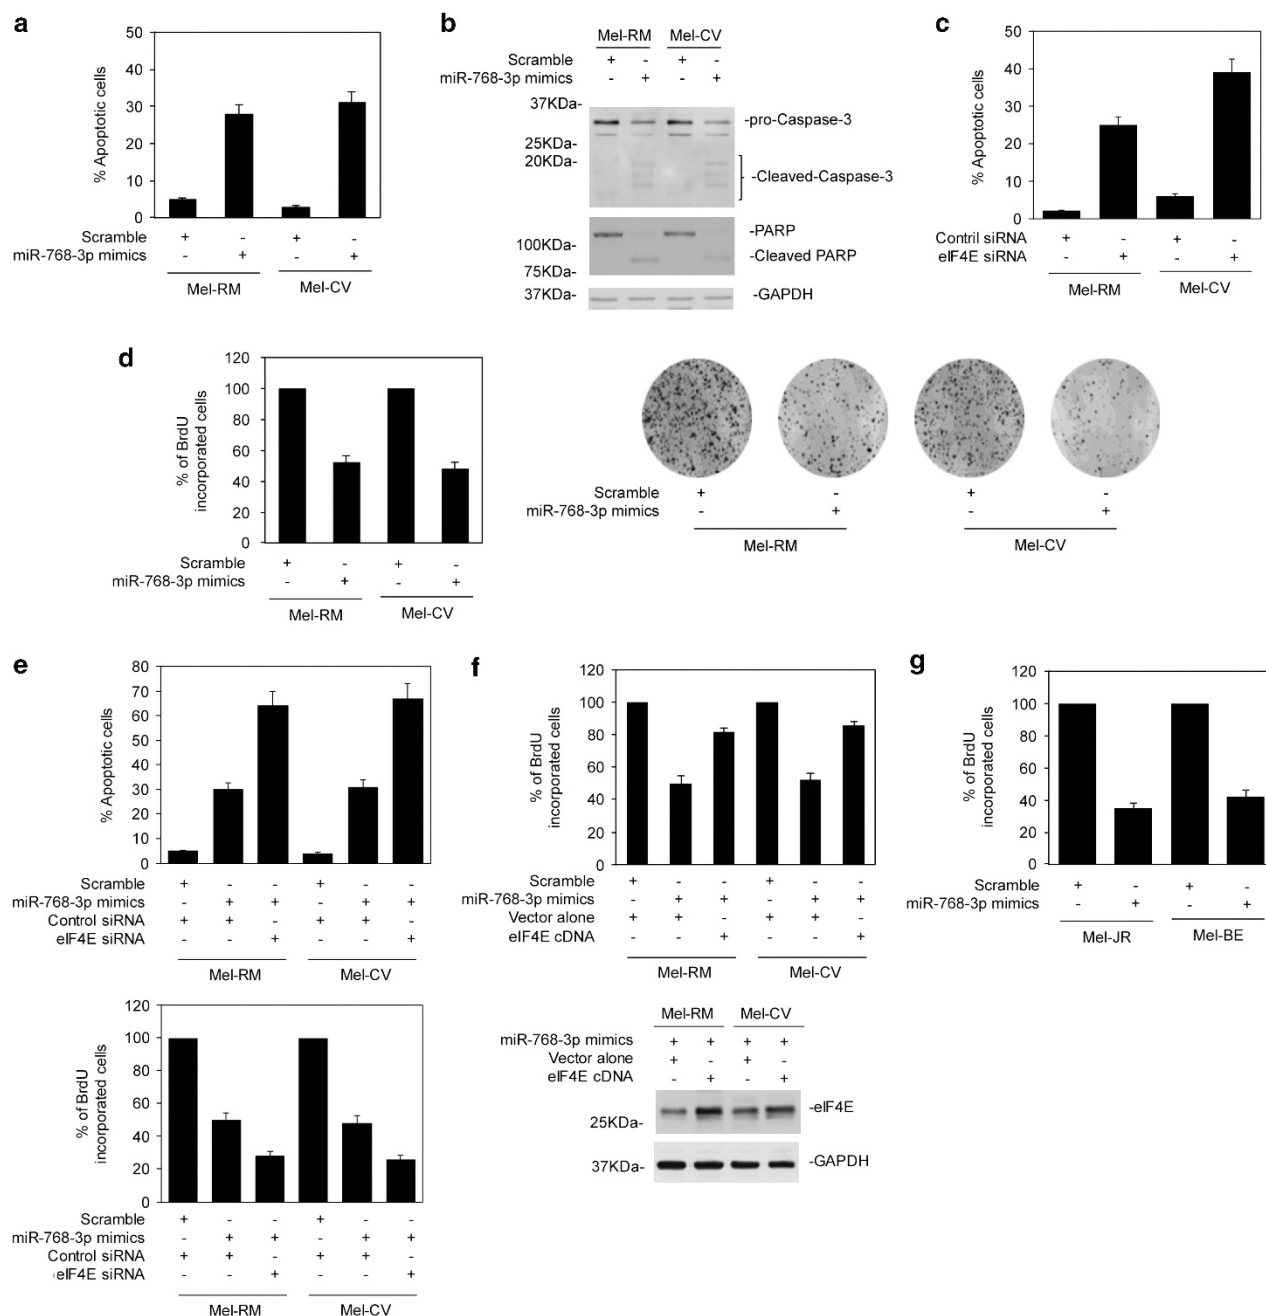 a
% Apoptotic cells
50
40
30
20
10
0
Scramble + - + -
miR-768-3p mimics - + - +
Mel-RM Mel-CV
b
Mel-RM Mel-CV
Scramble + - + -
miR-768-3p mimics - + - +
37KDa-
-pro-Caspase-3
25KDa-
20KDa-
-Cleaved-Caspase-3
-PARP
100KDa-
-Cleaved PARP
75KDa-
37KDa- -GAPDH
c
% Apoptotic cells
50
40
30
20
10
0
Contril siRNA + - + -
eIF4E siRNA - + - +
Mel-RM Mel-CV
d
% of BrdU
incorporated cells
120
100
80
60
40
20
0
Scramble + - + -
miR-768-3p mimics - + - +
Mel-RM Mel-CV
Scramble + - + -
miR-768-3p mimics - + - +
Mel-RM Mel-CV
e
% Apoptotic cells
80
70
60
50
40
30
20
10
0
Scramble + - - + - -
miR-768-3p mimics - + + - + +
Control siRNA + + - + + -
eIF4E siRNA - - + - - +
Mel-RM Mel-CV
% of BrdU
incorporated cells
120
100
80
60
40
20
0
Scramble + - - + - -
miR-768-3p mimics - + + - + +
Control siRNA + + - + + -
eIF4E siRNA - - + - - +
Mel-RM Mel-CV
f
% of BrdU
incorporated cells
120
100
80
60
40
20
0
Scramble + - - + - -
miR-768-3p mimics - + + - + +
Vector alone + + - + + -
eIF4E cDNA - - + - - +
Mel-RM Mel-CV
Mel-RM Mel-CV
miR-768-3p mimics + + + +
Vector alone + - + -
eIF4E cDNA - + - +
-eIF4E
25KDa-
37KDa- -GAPDH
g
% of BrdU
incorporated cells
120
100
80
60
40
20
0
Scramble + - + -
miR-768-3p mimics - + - +
Mel-JR Mel-BE